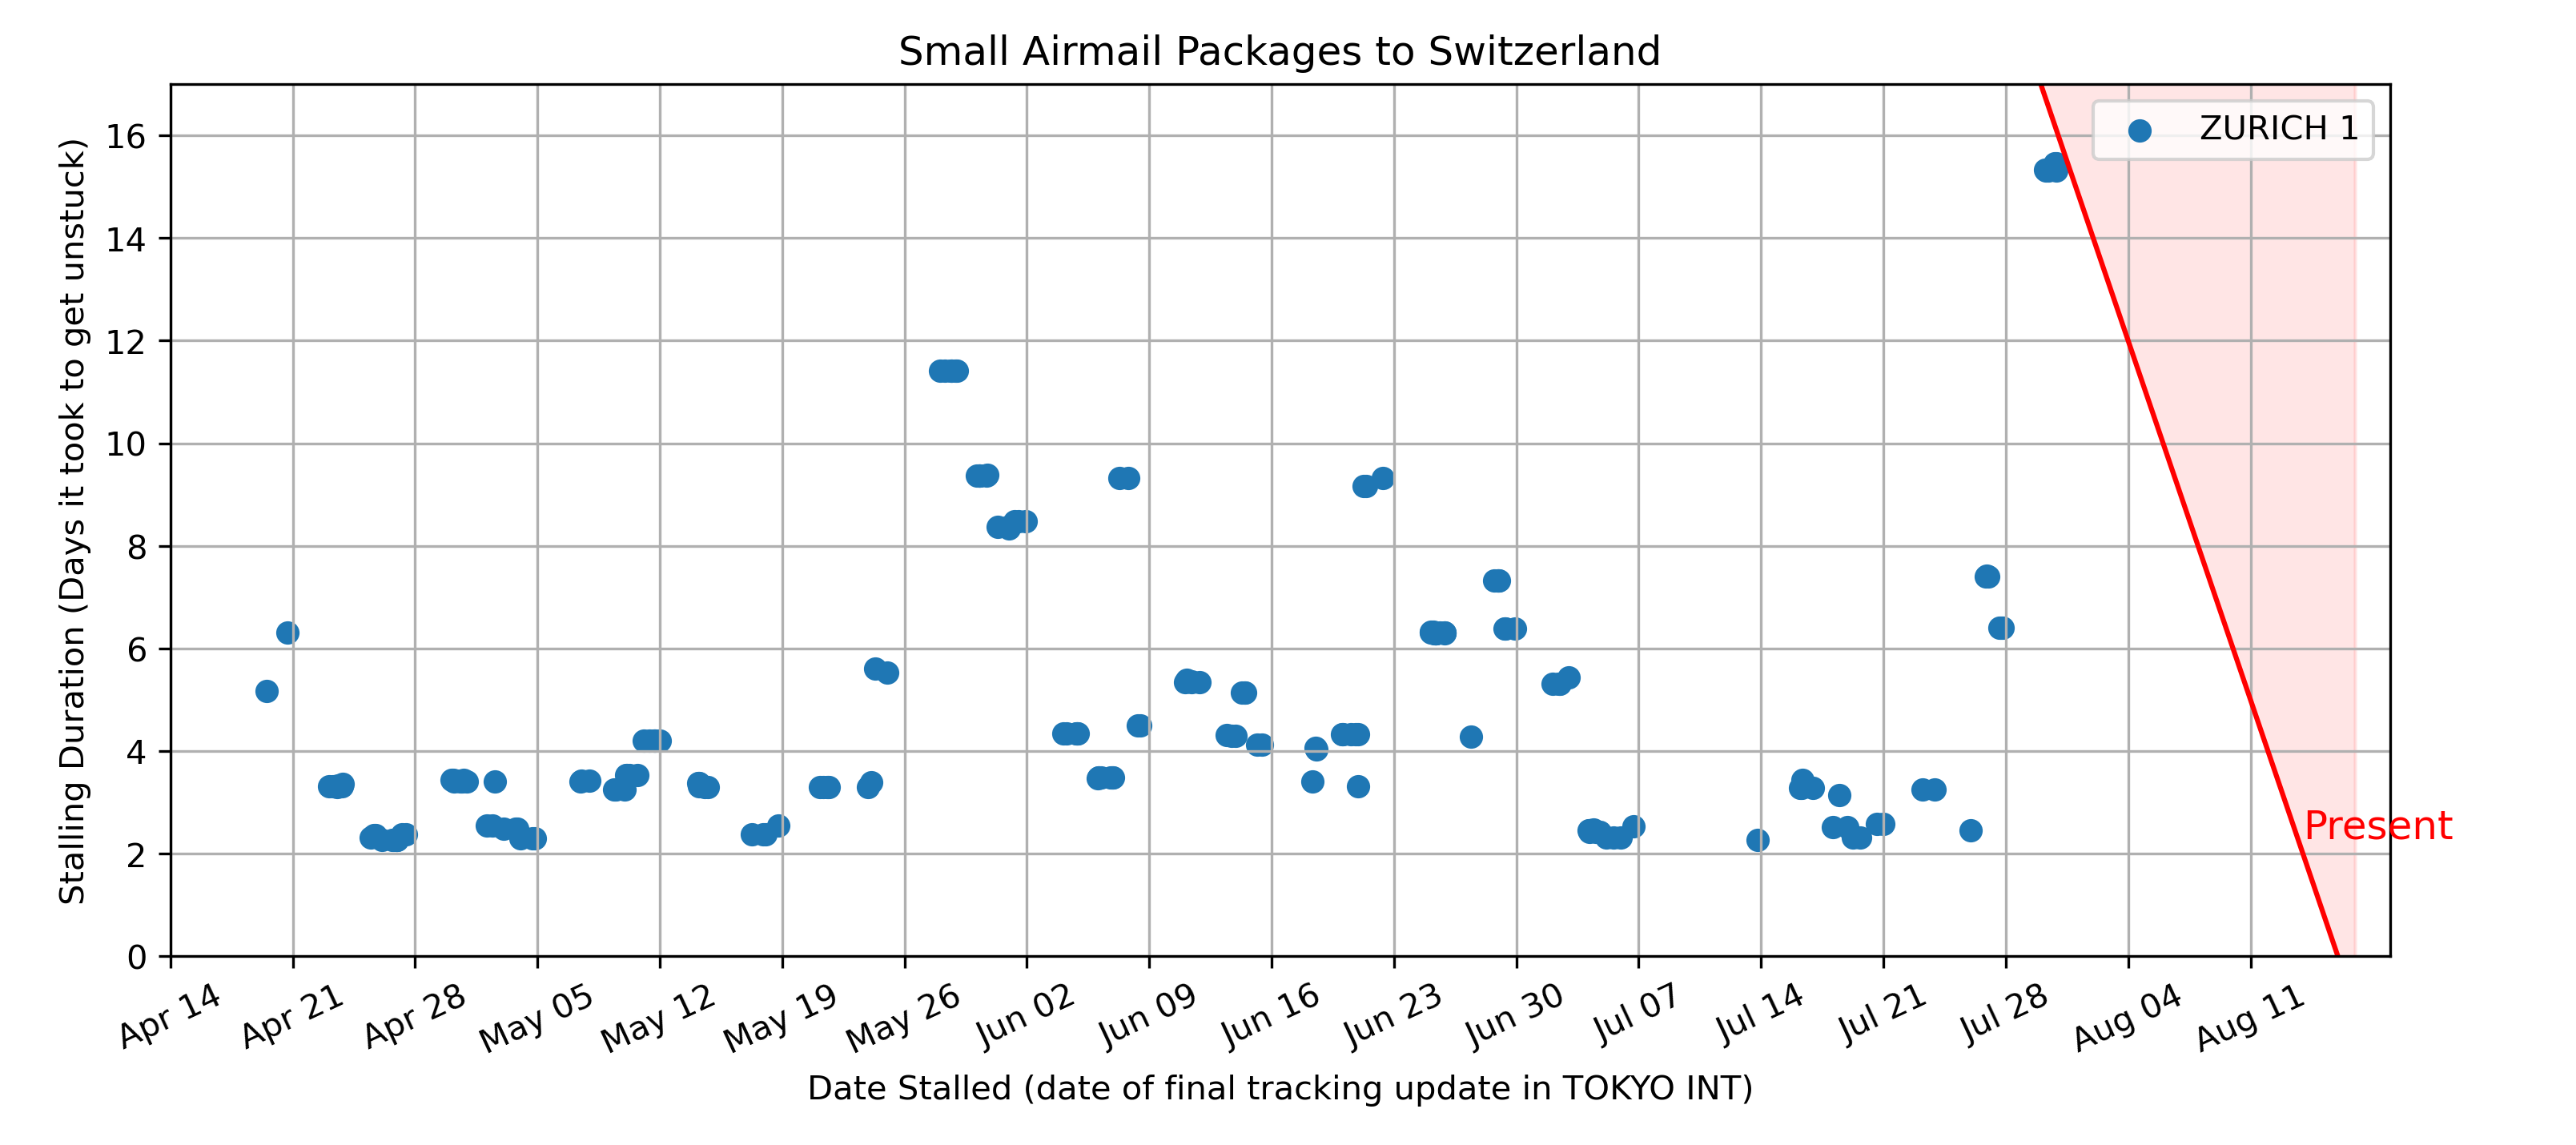 Small Airmail Packages to Switzerland
ZURICH 1
Stalling Duration (Days it took to get unstuck)
16
14
12
10
8
6
4
2
0
Present
Apr 14
Apr 21
Apr 28
May 05
May 12
May 19
May 26
Jun 02
Jun 09
Jun 16
Jun 23
Jun 30
Jul 07
Jul 14
Jul 21
Jul 28
Aug 04
Aug 11
Date Stalled (date of final tracking update in TOKYO INT)